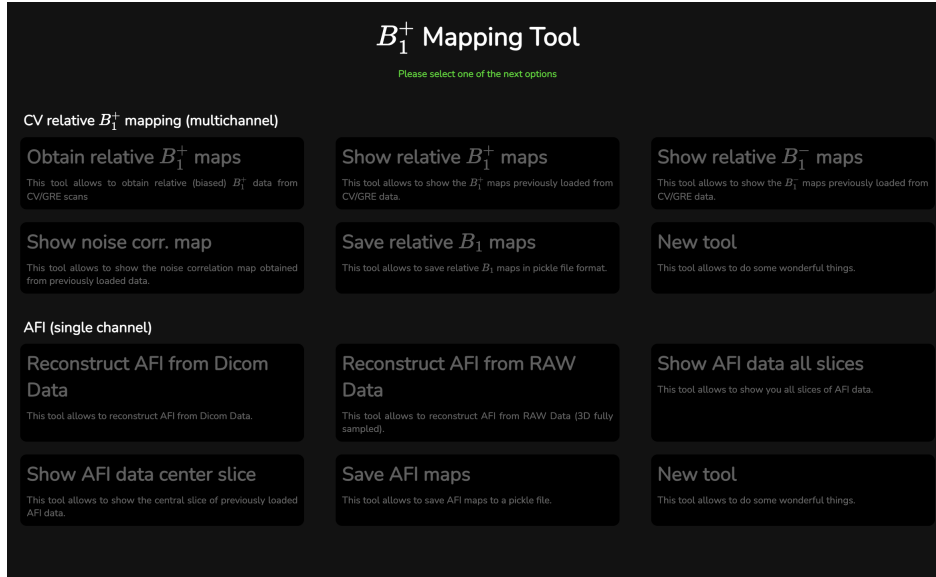 B₁⁺ Mapping Tool
Please select one of the next options
CV relative B₁⁺ mapping (multichannel)
Obtain relative B₁⁺ maps
This tool allows to obtain relative (biased) B₁⁺ data from
CV/GRE scans
Show relative B₁⁺ maps
This tool allows to show the B₁⁺ maps previously loaded from
CV/GRE data.
Show relative B₁⁻ maps
This tool allows to show the B₁⁻ maps previously loaded from
CV/GRE data.
Show noise corr. map
This tool allows to show the noise correlation map obtained
from previously loaded data.
Save relative B₁ maps
This tool allows to save relative B₁ maps in pickle file format.
New tool
This tool allows to do some wonderful things.
AFI (single channel)
Reconstruct AFI from Dicom
Data
This tool allows to reconstruct AFI from Dicom Data.
Reconstruct AFI from RAW
Data
This tool allows to reconstruct AFI from RAW Data (3D fully
sampled).
Show AFI data all slices
This tool allows to show you all slices of AFI data.
Show AFI data center slice
This tool allows to show the central slice of previously loaded
AFI data.
Save AFI maps
This tool allows to save AFI maps to a pickle file.
New tool
This tool allows to do some wonderful things.